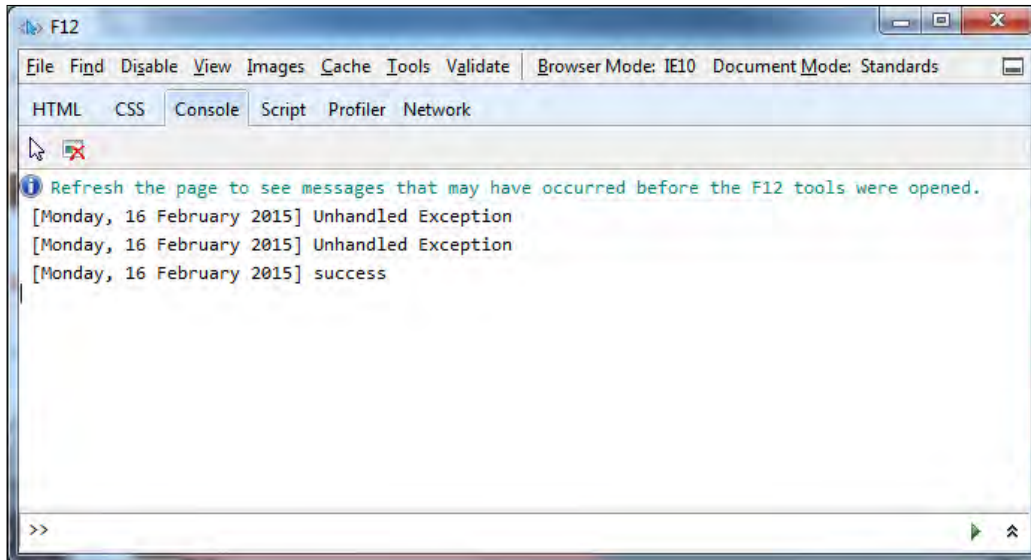 F12
File Find Disable View Images Cache Tools Validate Browser Mode: IE10 Document Mode: Standards
HTML CSS Console Script Profiler Network
Refresh the page to see messages that may have occurred before the F12 tools were opened.
[Monday, 16 February 2015] Unhandled Exception
[Monday, 16 February 2015] Unhandled Exception
[Monday, 16 February 2015] success
>>